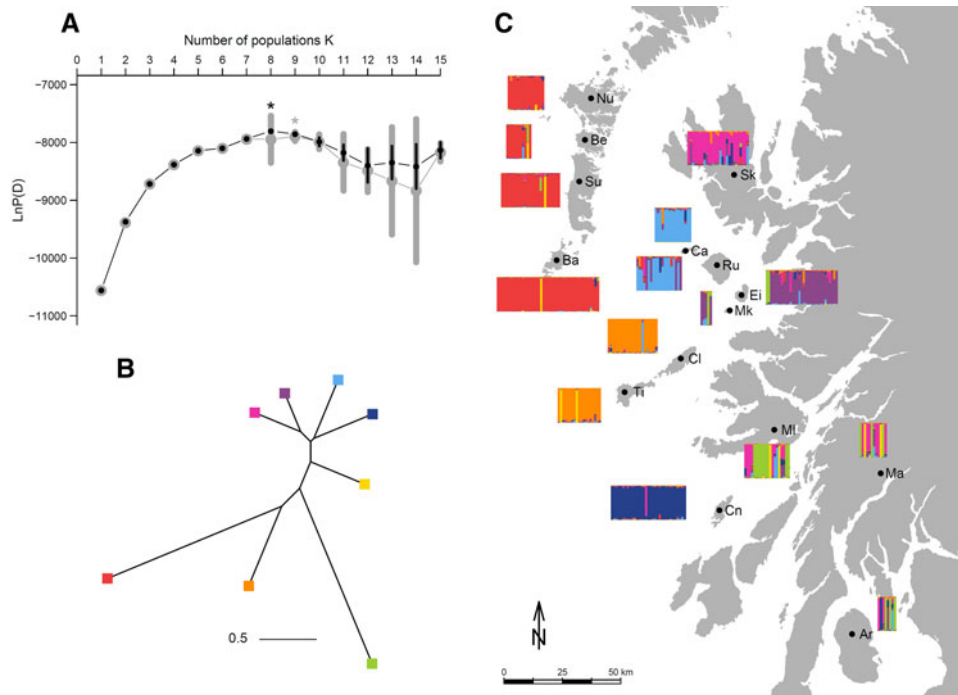 A
Number of populations K
0 1 2 3 4 5 6 7 8 9 10 11 12 13 14 15
−7000
−8000
−9000
−10000
−11000
LnP(D)
* *
B
0.5
C
Nu
Be
Su
Ba
Sk
Ca
Ru
Ei
Mk
Cl
Ti
Ml
Ma
Cn
Ar
N
0 25 50 km